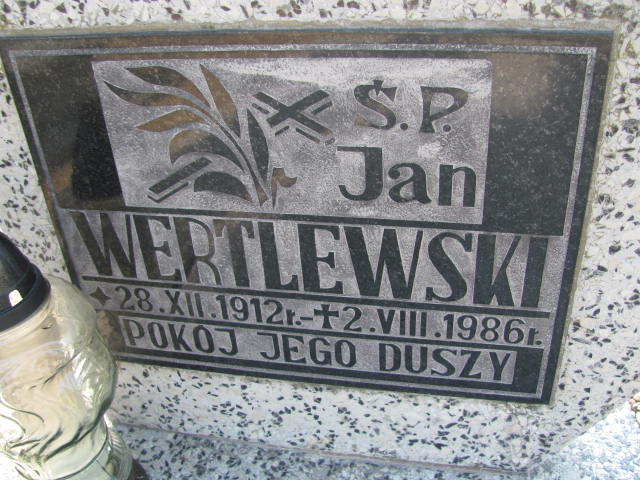 Ś.P.
Jan
WERTLEWSKI
28.XII.1912r.-✝2.VIII.1986r.
POKÓJ JEGO DUSZY